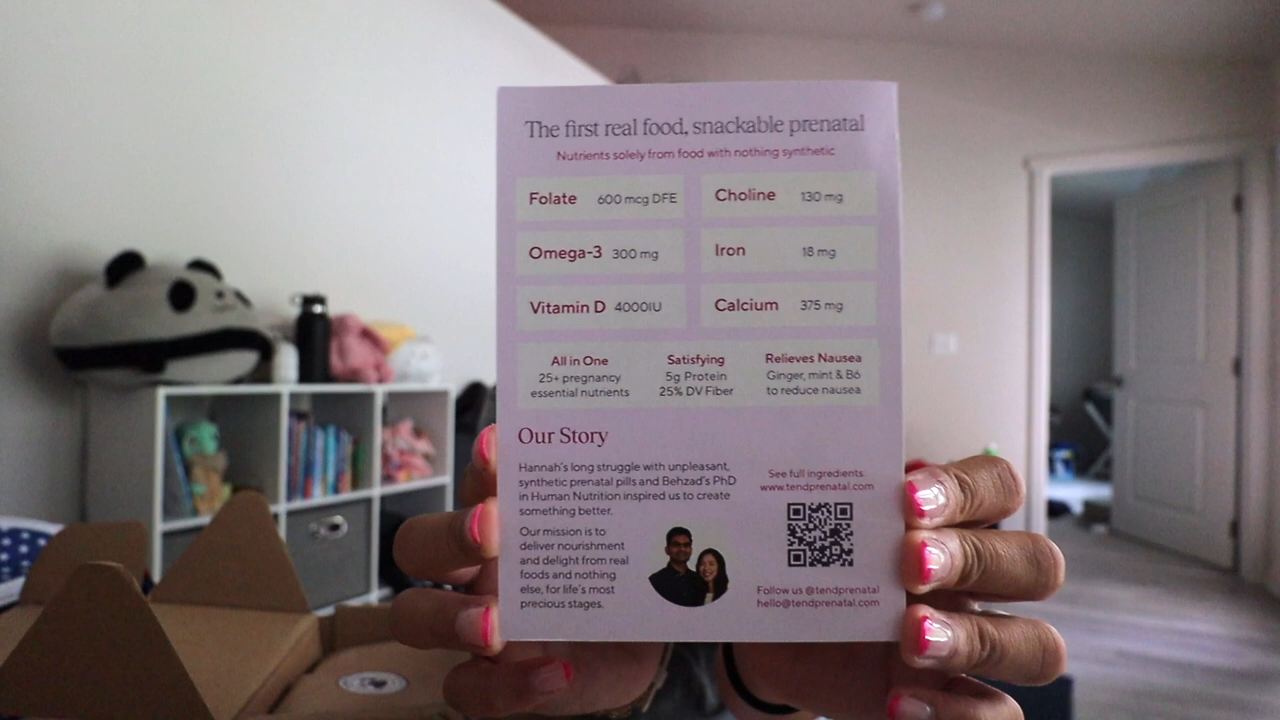 The first real food, snackable prenatal
Nutrients solely from food with nothing synthetic
Folate 600 mcg DFE
Choline 130 mg
Omega-3 300 mg
Iron 18 mg
Vitamin D 4000IU
Calcium 375 mg
All in One
25+ pregnancy
essential nutrients
Satisfying
5g Protein
25% DV Fiber
Relieves Nausea
Ginger, mint & B6
to reduce nausea
Our Story
Hannah's long struggle with unpleasant,
synthetic prenatal pills and Behzad's PhD
in Human Nutrition inspired us to create
something better.
Our mission is to
deliver nourishment
and delight from real
foods and nothing
else, for life's most
precious stages.
See full ingredients:
www.tendprenatal.com
Follow us @tendprenatal
hello@tendprenatal.com